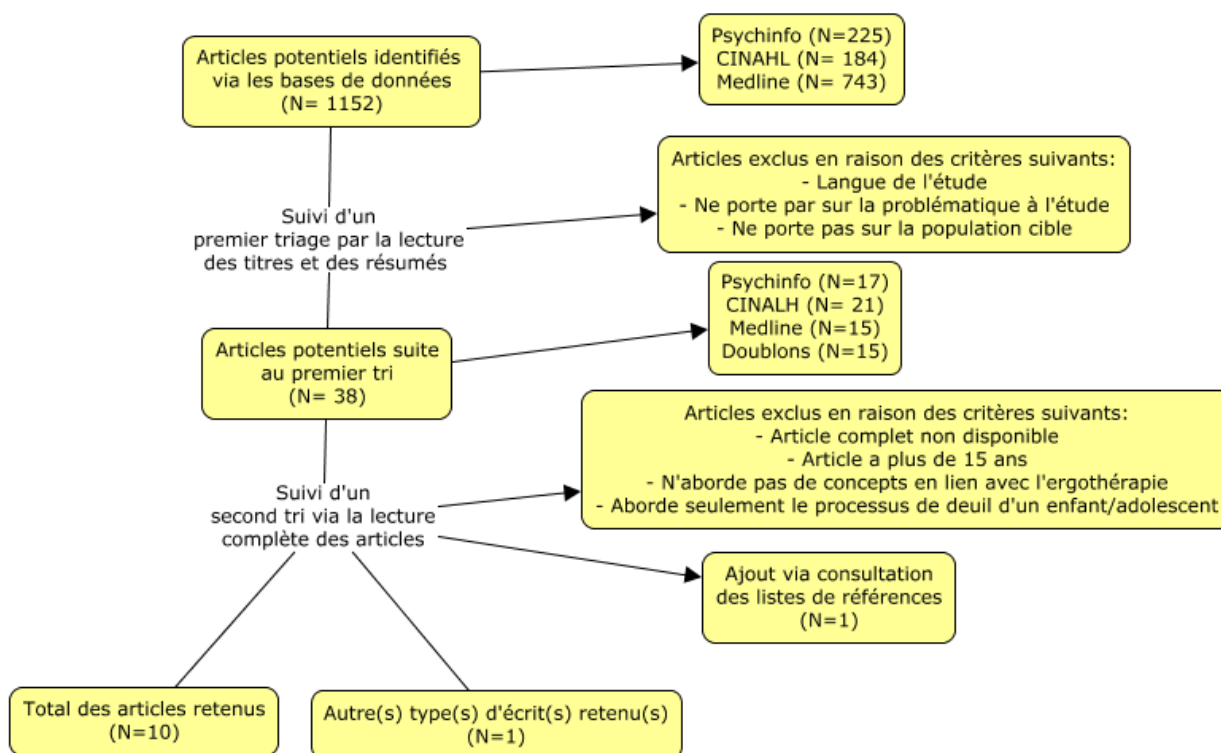 Articles potentiels identifiés
via les bases de données
(N= 1152)
Psychinfo (N=225)
CINAHL (N= 184)
Medline (N= 743)
Suivi d'un
premier triage par la lecture
des titres et des résumés
Articles exclus en raison des critères suivants:
- Langue de l'étude
- Ne porte par sur la problématique à l'étude
- Ne porte pas sur la population cible
Articles potentiels suite
au premier tri
(N= 38)
Psychinfo (N=17)
CINALH (N= 21)
Medline (N=15)
Doublons (N=15)
Suivi d'un
second tri via la lecture
complète des articles
Articles exclus en raison des critères suivants:
- Article complet non disponible
- Article a plus de 15 ans
- N'aborde pas de concepts en lien avec l'ergothérapie
- Aborde seulement le processus de deuil d'un enfant/adolescent
Ajout via consultation
des listes de références
(N=1)
Total des articles retenus
(N=10)
Autre(s) type(s) d'écrit(s) retenu(s)
(N=1)